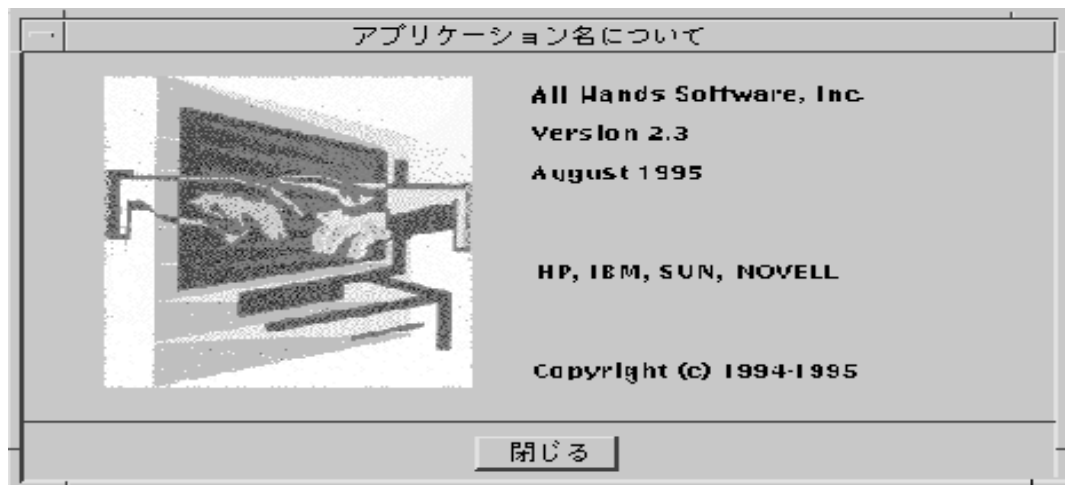 アプリケーション名について
All Hands Software, Inc.
Version 2.3
August 1995
HP, IBM, SUN, NOVELL
Copyright (c) 1994-1995
閉じる